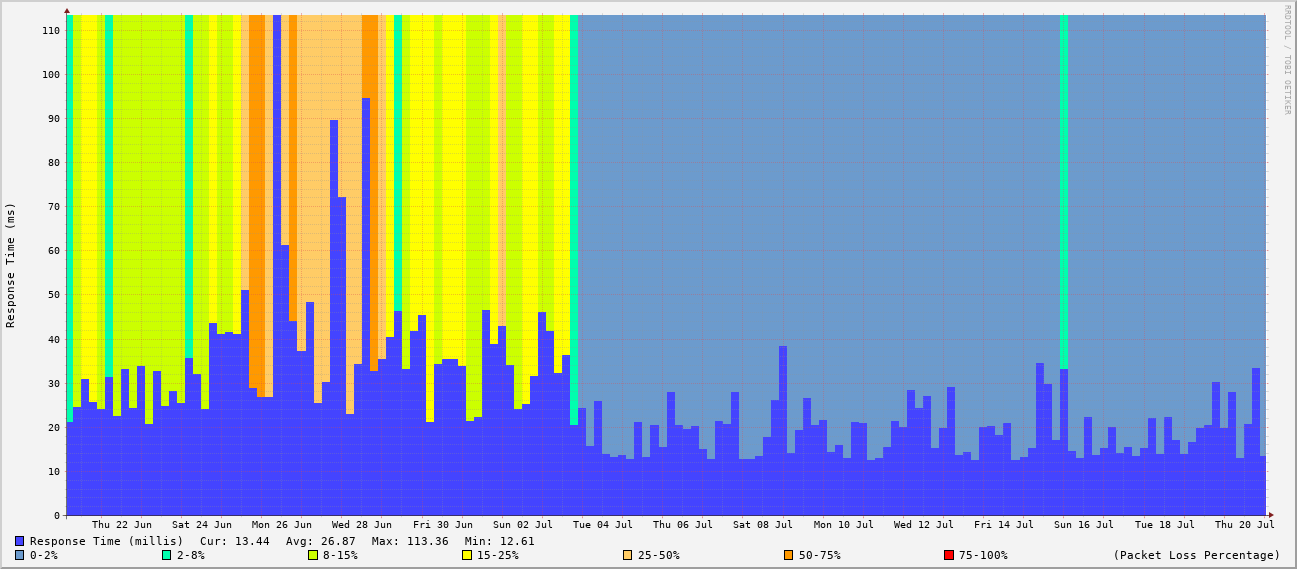 RRDTOOL / TOBI OETIKER
Response Time (ms)
110
100
90
80
70
60
50
40
30
20
10
0
Thu 22 Jun Sat 24 Jun Mon 26 Jun Wed 28 Jun Fri 30 Jun Sun 02 Jul Tue 04 Jul Thu 06 Jul Sat 08 Jul Mon 10 Jul Wed 12 Jul Fri 14 Jul Sun 16 Jul Tue 18 Jul Thu 20 Jul
Response Time (millis) Cur: 13.44 Avg: 26.87 Max: 113.36 Min: 12.61
0-2% 2-8% 8-15% 15-25% 25-50% 50-75% 75-100% (Packet Loss Percentage)